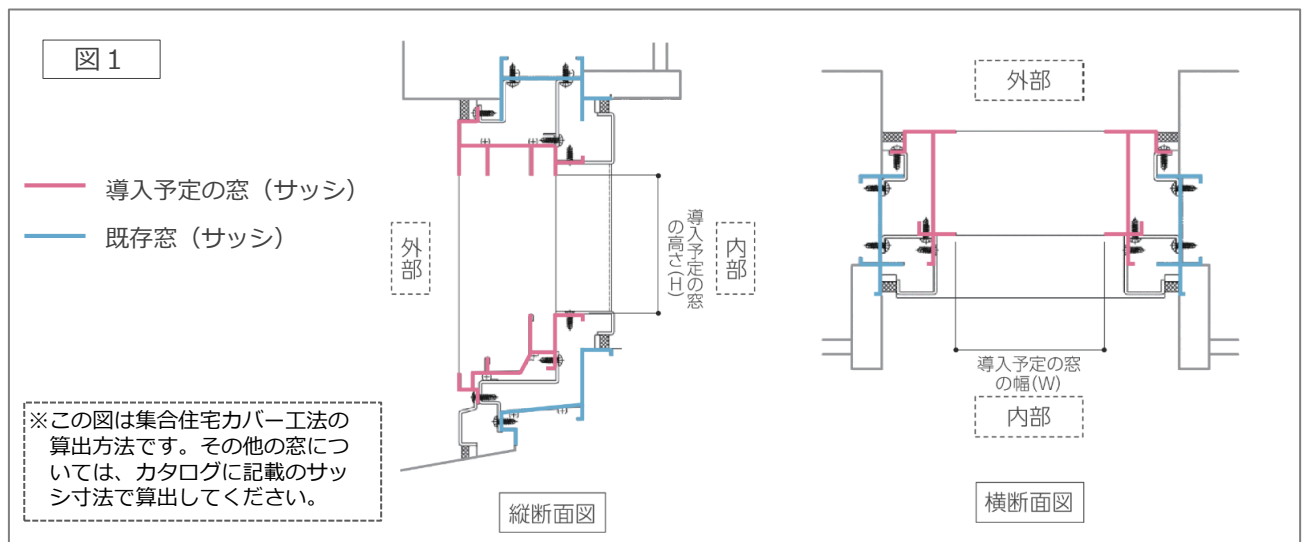 図1
導入予定の窓（サッシ）
既存窓（サッシ）
外部
導入予定の窓
の高さ(H)
内部
※この図は集合住宅カバー工法の
算出方法です。その他の窓につ
いては、カタログに記載のサッ
シ寸法で算出してください。
縦断面図
外部
導入予定の窓
の幅(W)
内部
横断面図